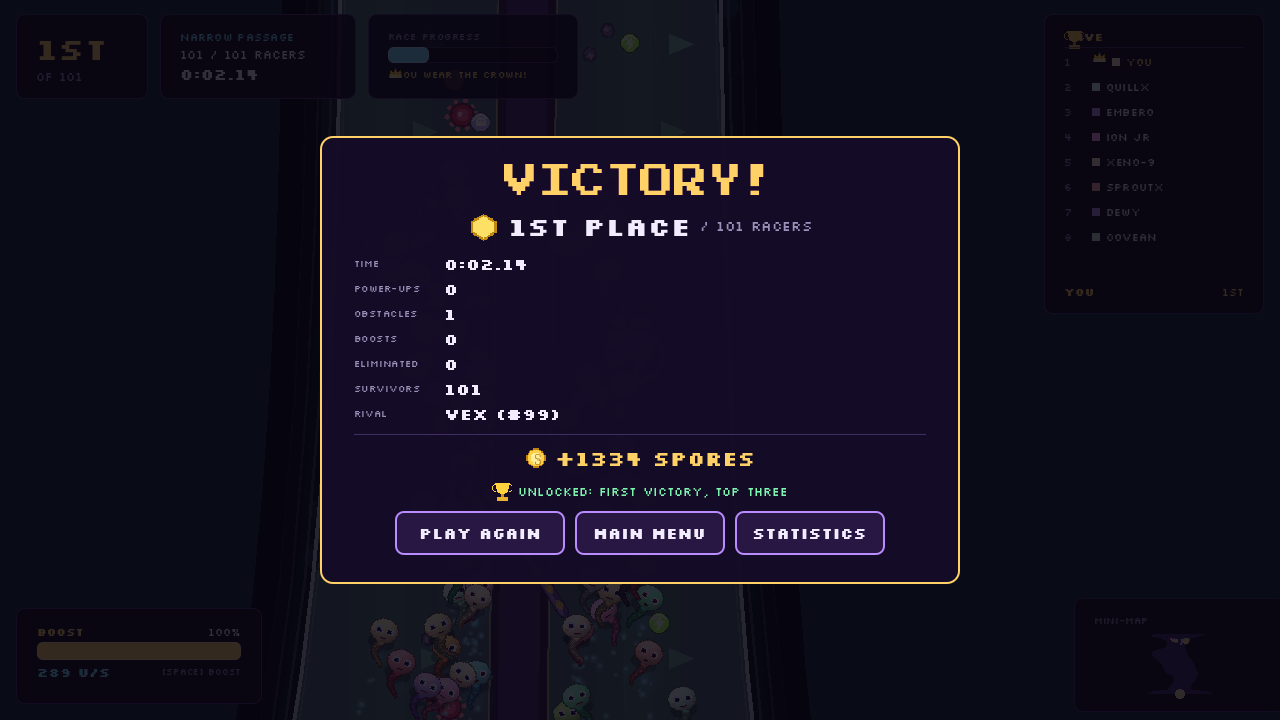 1ST
OF 101
NARROW PASSAGE
101 / 101 RACERS
0:02.14
RACE PROGRESS
OU WEAR THE CROWN!
VE
1 YOU
2 QUILLX
3 EMBERO
4 ION JR
5 XENO-9
6 SPROUTX
7 DEWY
8 COVEAN
YOU 1ST
VICTORY!
1ST PLACE / 101 RACERS
TIME 0:02.14
POWER-UPS 0
OBSTACLES 1
BOOSTS 0
ELIMINATED 0
SURVIVORS 101
RIVAL VEX (#99)
+1334 SPORES
UNLOCKED: FIRST VICTORY, TOP THREE
PLAY AGAIN
MAIN MENU
STATISTICS
BOOST 100%
289 U/S [SPACE] BOOST
MINI-MAP